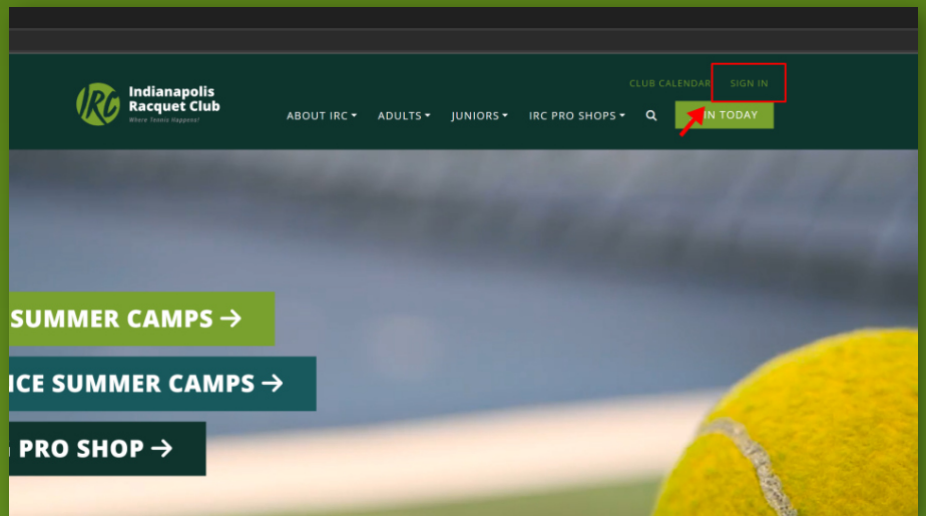 CLUB CALENDAR SIGN IN
IRC
Indianapolis
Racquet Club
Where Tennis Happens!
ABOUT IRC ADULTS JUNIORS IRC PRO SHOPS IN TODAY
SUMMER CAMPS →
ICE SUMMER CAMPS →
PRO SHOP →